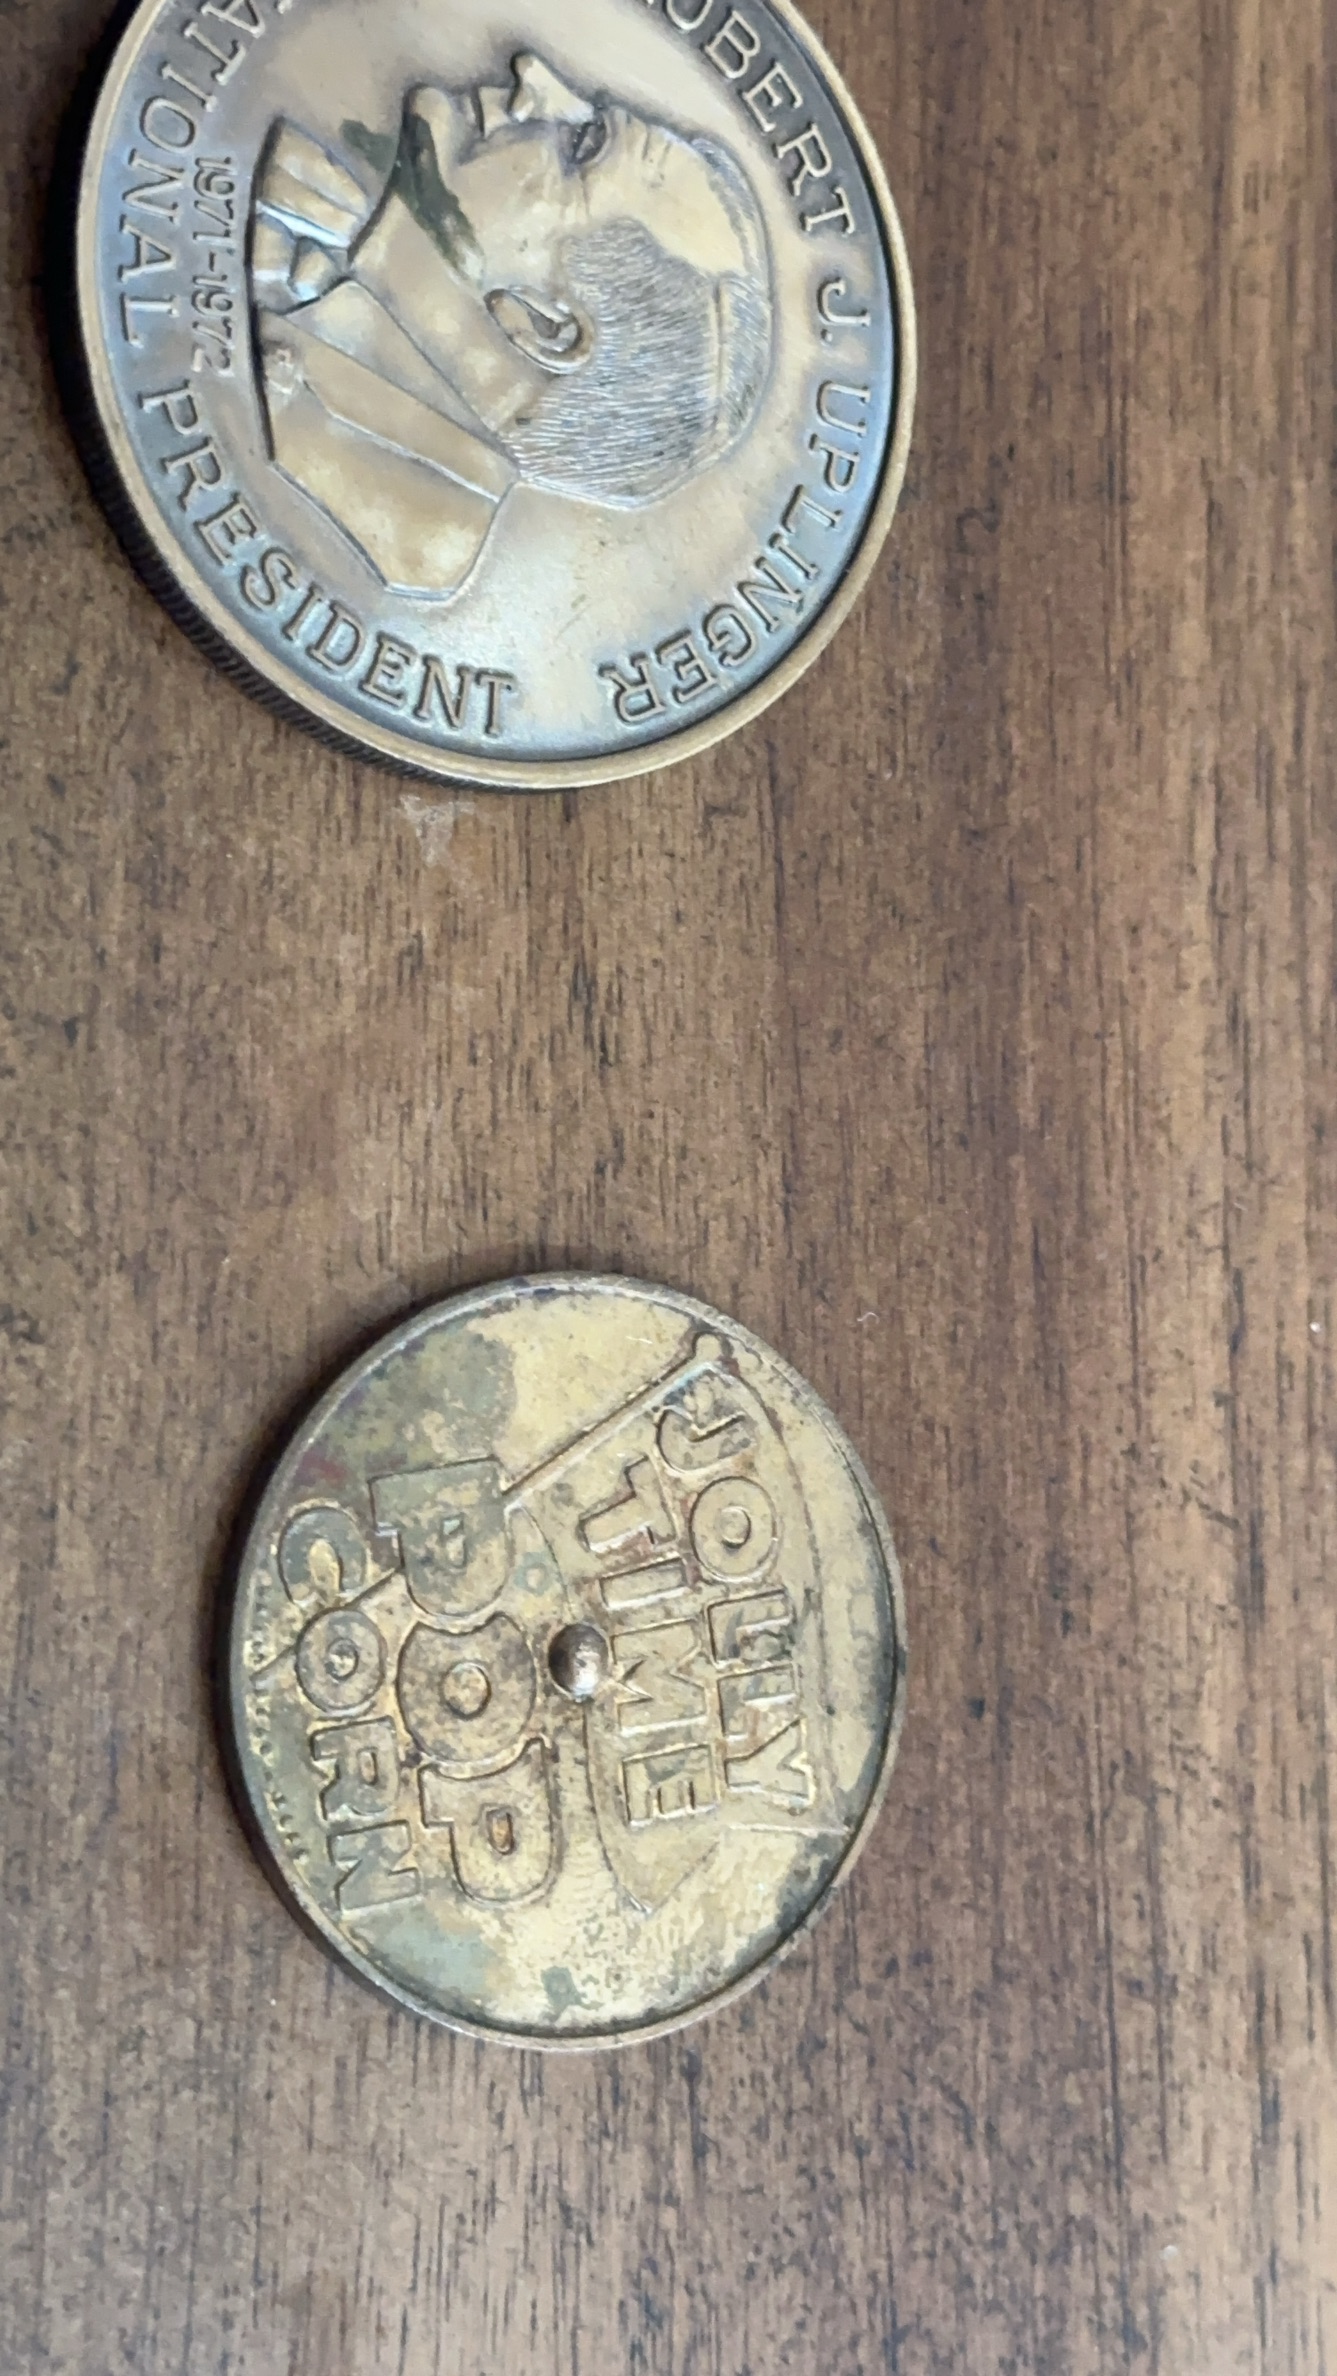 ROBERT J. UPLINGER
NATIONAL PRESIDENT
1971-1972
JOLLY
TIME
POP
CORN